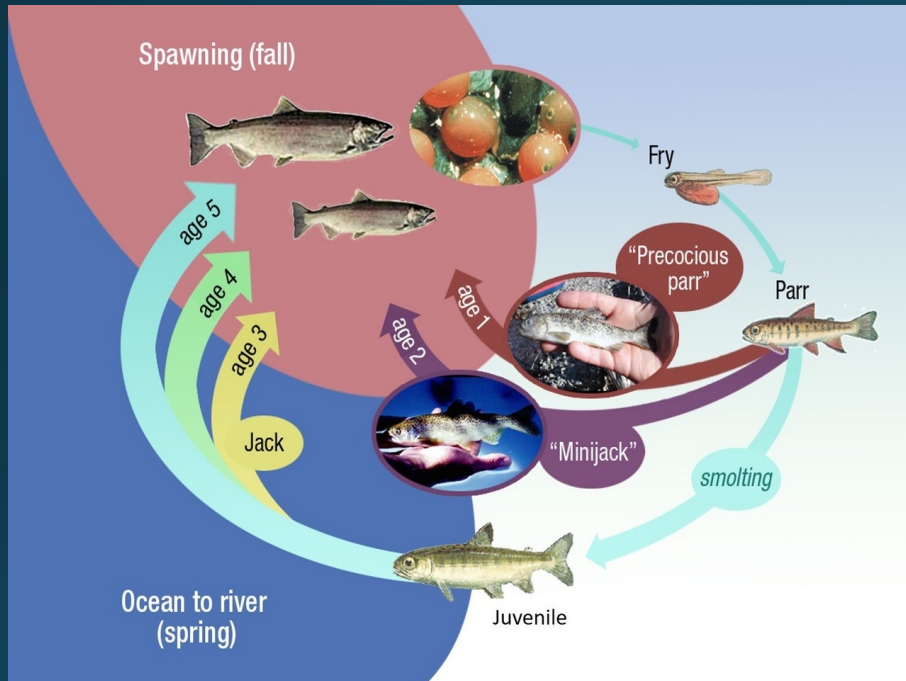 Spawning (fall)
Fry
“Precocious
parr”
Parr
age 5
age 4
age 3
age 2
age 1
Jack
“Minijack”
smolting
Ocean to river
(spring)
Juvenile